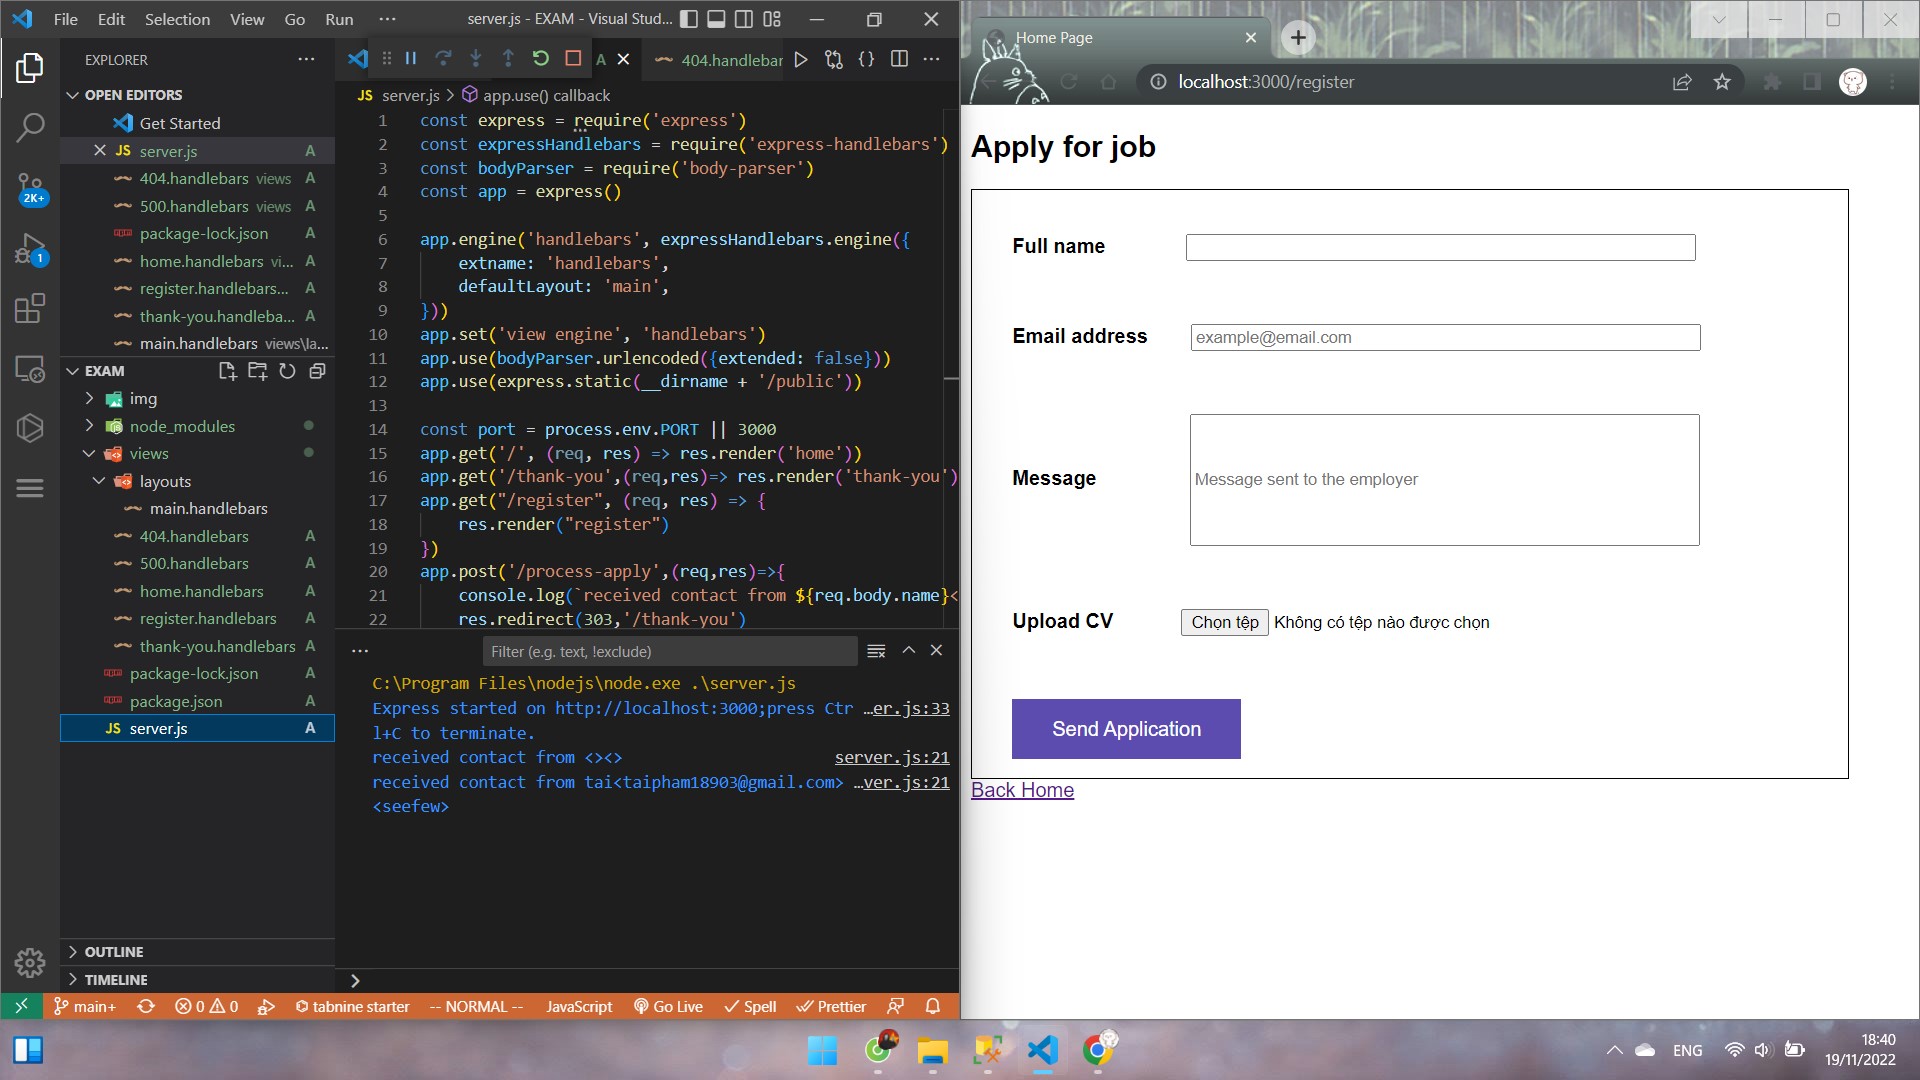 File Edit Selection View Go Run ··· server.js - EXAM - Visual Stud...
EXPLORER
OPEN EDITORS
Get Started
JS server.js A
404.handlebars views A
500.handlebars views A
package-lock.json A
home.handlebars vi... A
register.handlebars... A
thank-you.handleba... A
main.handlebars views\la...
EXAM
img
node_modules
views
layouts
main.handlebars
404.handlebars A
500.handlebars A
home.handlebars A
register.handlebars A
thank-you.handlebars A
package-lock.json A
package.json A
JS server.js A
OUTLINE
TIMELINE
2K+
1
A 404.handlebar
JS server.js > app.use() callback
1 const express = require('express')
2 const expressHandlebars = require('express-handlebars')
3 const bodyParser = require('body-parser')
4 const app = express()
5
6 app.engine('handlebars', expressHandlebars.engine({
7 extname: 'handlebars',
8 defaultLayout: 'main',
9 }))
10 app.set('view engine', 'handlebars')
11 app.use(bodyParser.urlencoded({extended: false}))
12 app.use(express.static(__dirname + '/public'))
13
14 const port = process.env.PORT || 3000
15 app.get('/', (req, res) => res.render('home'))
16 app.get('/thank-you',(req,res)=> res.render('thank-you')
17 app.get("/register", (req, res) => {
18 res.render("register")
19 })
20 app.post('/process-apply',(req,res)=>{
21 console.log(`received contact from ${req.body.name}<
22 res.redirect(303,'/thank-you')
Filter (e.g. text, !exclude)
C:\Program Files\nodejs\node.exe .\server.js
Express started on http://localhost:3000;press Ctr …er.js:33
l+C to terminate.
received contact from <><> server.js:21
received contact from tai<taipham18903@gmail.com> …ver.js:21
<seefew>
main+ 0 0 tabnine starter -- NORMAL -- JavaScript Go Live Spell Prettier
Home Page
localhost:3000/register
Apply for job
Full name
Email address example@email.com
Message Message sent to the employer
Upload CV Chọn tệp Không có tệp nào được chọn
Send Application
Back Home
ENG 18:40
19/11/2022